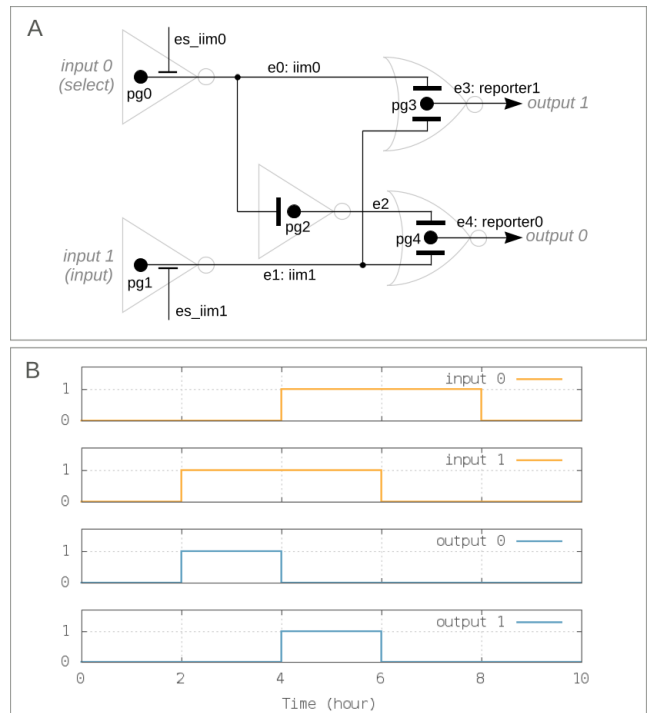 A
es_iim0
input 0
(select)
pg0
e0: iim0
pg3
e3: reporter1
output 1
pg2
e2
pg4
e4: reporter0
output 0
input 1
(input)
pg1
e1: iim1
es_iim1
B
1
0
input 0
1
0
input 1
1
0
output 0
1
0
output 1
0 2 4 6 8 10
Time (hour)